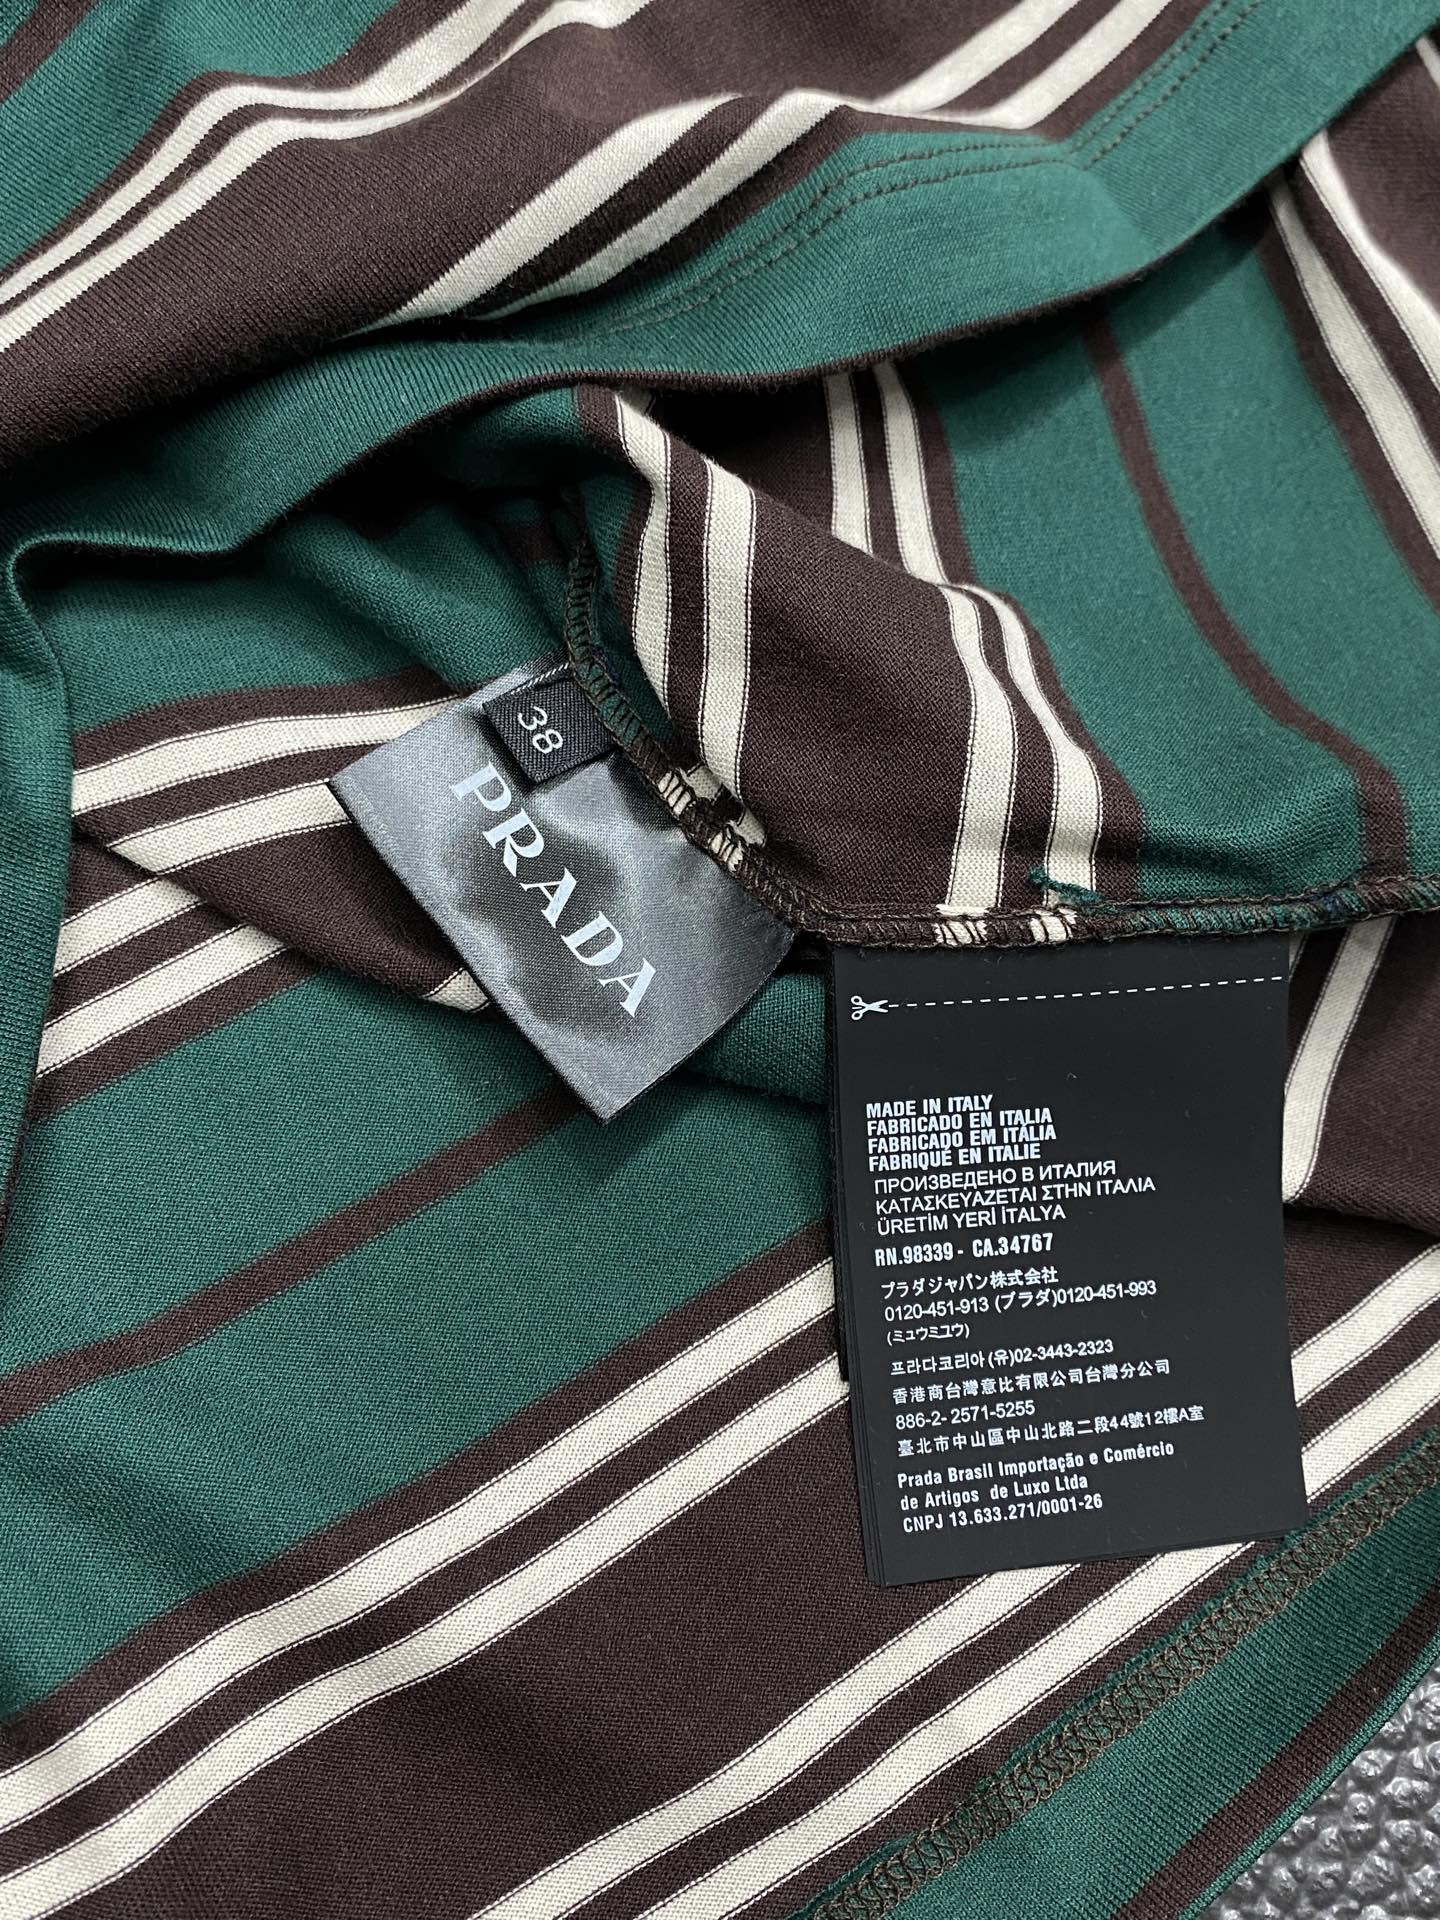 38
PRADA
MADE IN ITALY
FABRICADO EN ITALIA
FABRICADO EM ITÁLIA
FABRIQUÉ EN ITALIE
ПРОИЗВЕДЕНО В ИТАЛИЯ
ΚΑΤΑΣΚΕΥΑΖΕΤΑΙ ΣΤΗΝ ΙΤΑΛΙΑ
ÜRETİM YERİ İTALYA
RN.98339 - CA.34767
プラダジャパン株式会社
0120-451-913 (プラダ)0120-451-993
(ミュウミュウ)
프라다코리아(유)02-3443-2323
香港商台灣意比有限公司台灣分公司
886-2-2571-5255
臺北市中山區中山北路二段44號12樓A室
Prada Brasil Importação e Comércio
de Artigos de Luxo Ltda
CNPJ 13.633.271/0001-26